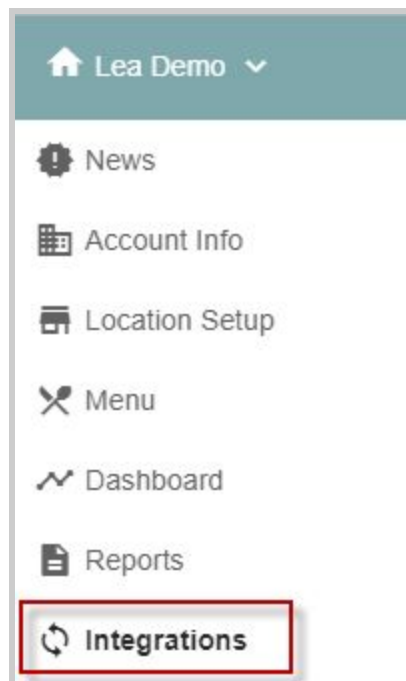 Lea Demo
News
Account Info
Location Setup
Menu
Dashboard
Reports
Integrations